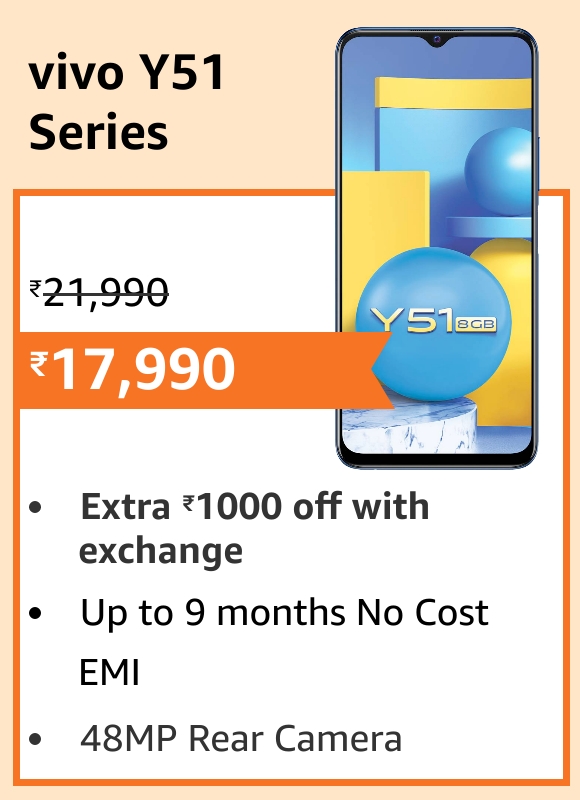 vivo Y51
Series
₹21,990
₹17,990
Y51 8GB
• Extra ₹1000 off with
exchange
• Up to 9 months No Cost
EMI
• 48MP Rear Camera